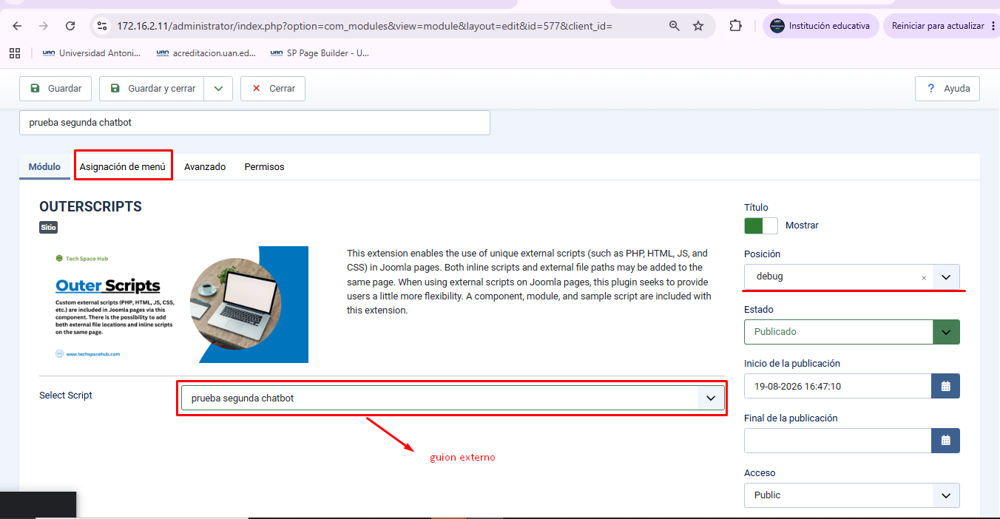 172.16.2.11/administrator/index.php?option=com_modules&view=module&layout=edit&id=577&client_id=
Institución educativa
Reiniciar para actualizar
uan Universidad Antoni...
uan acreditacion.uan.ed...
uan SP Page Builder - U...
Guardar
Guardar y cerrar
Cerrar
? Ayuda
prueba segunda chatbot
Módulo
Asignación de menú
Avanzado
Permisos
OUTERSCRIPTS
Sitio
Tech Space Hub
Outer Scripts
Custom external scripts (PHP, HTML, JS, CSS,
etc.) are included in Joomla pages via this
component. There is the possibility to add
both external file locations and inline scripts
on the same page.
www.techspacehub.com
This extension enables the use of unique external scripts (such as PHP, HTML, JS, and
CSS) in Joomla pages. Both inline scripts and external file paths may be added to the
same page. When using external scripts on Joomla pages, this plugin seeks to provide
users a little more flexibility. A component, module, and sample script are included with
this extension.
Select Script
prueba segunda chatbot
guion externo
Título
Mostrar
Posición
debug
Estado
Publicado
Inicio de la publicación
19-08-2026 16:47:10
Final de la publicación
Acceso
Public